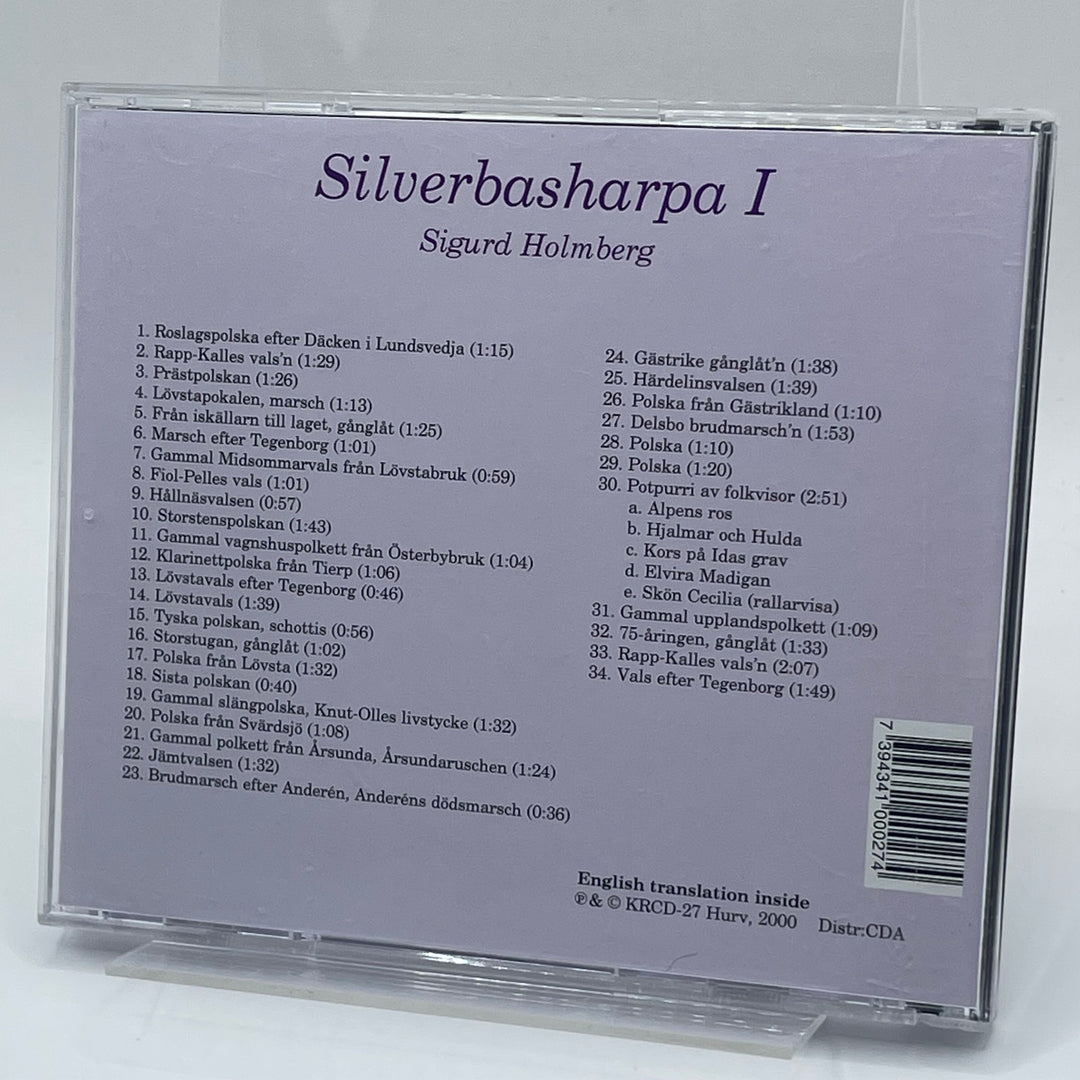 Silverbasharpa I
Sigurd Holmberg
1. Roslagspolska efter Däcken i Lundsvedja (1:15)
2. Rapp-Kalles vals'n (1:29)
3. Prästpolskan (1:26)
4. Lövstapokalen, marsch (1:13)
5. Från iskällarn till laget, gånglåt (1:25)
6. Marsch efter Tegenborg (1:01)
7. Gammal Midsommarvals från Lövstabruk (0:59)
8. Fiol-Pelles vals (1:01)
9. Hållnäsvalsen (0:57)
10. Storstenspolskan (1:43)
11. Gammal vagnshuspolkett från Österbybruk (1:04)
12. Klarinettpolska från Tierp (1:06)
13. Lövstavals efter Tegenborg (0:46)
14. Lövstavals (1:39)
15. Tyska polskan, schottis (0:56)
16. Storstugan, gånglåt (1:02)
17. Polska från Lövsta (1:32)
18. Sista polskan (0:40)
19. Gammal slängpolska, Knut-Olles livstycke (1:32)
20. Polska från Svärdsjö (1:08)
21. Gammal polkett från Årsunda, Årsundaruschen (1:24)
22. Jämtvalsen (1:32)
23. Brudmarsch efter Anderén, Anderéns dödsmarsch (0:36)
24. Gästrike gånglåt'n (1:38)
25. Härdelinsvalsen (1:39)
26. Polska från Gästrikland (1:10)
27. Delsbo brudmarsch'n (1:53)
28. Polska (1:10)
29. Polska (1:20)
30. Potpurri av folkvisor (2:51)
a. Alpens ros
b. Hjalmar och Hulda
c. Kors på Idas grav
d. Elvira Madigan
e. Skön Cecilia (rallarvisa)
31. Gammal upplandspolkett (1:09)
32. 75-åringen, gånglåt (1:33)
33. Rapp-Kalles vals'n (2:07)
34. Vals efter Tegenborg (1:49)
7 394341 000274
English translation inside
℗& © KRCD-27 Hurv, 2000 Distr:CDA